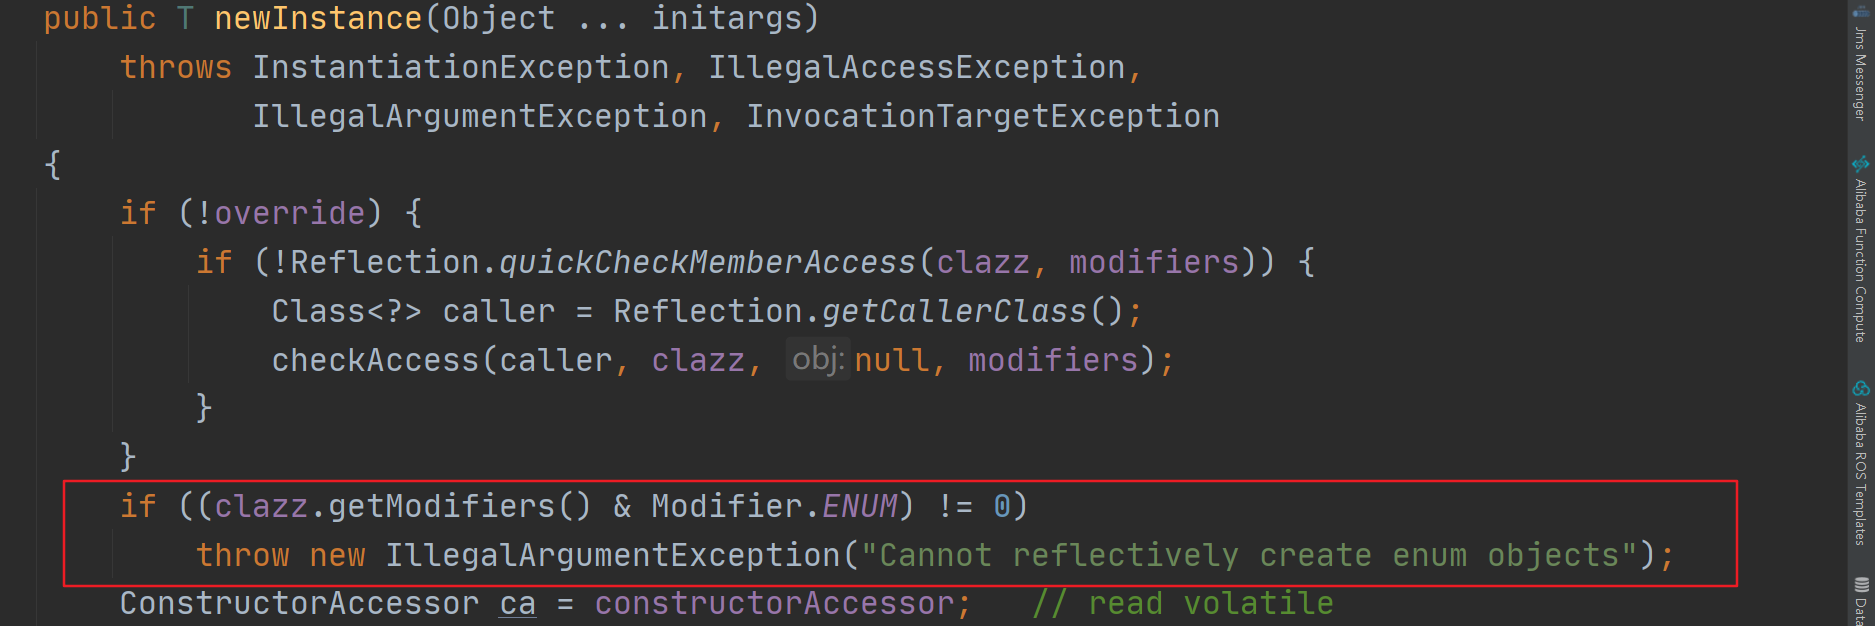 public T newInstance(Object ... initargs)
throws InstantiationException, IllegalAccessException,
IllegalArgumentException, InvocationTargetException
{
if (!override) {
if (!Reflection.quickCheckMemberAccess(clazz, modifiers)) {
Class<?> caller = Reflection.getCallerClass();
checkAccess(caller, clazz, obj: null, modifiers);
}
}
if ((clazz.getModifiers() & Modifier.ENUM) != 0)
throw new IllegalArgumentException("Cannot reflectively create enum objects");
ConstructorAccessor ca = constructorAccessor; // read volatile
Jms Messenger
Alibaba Function Compute
Alibaba ROS Templates
Data